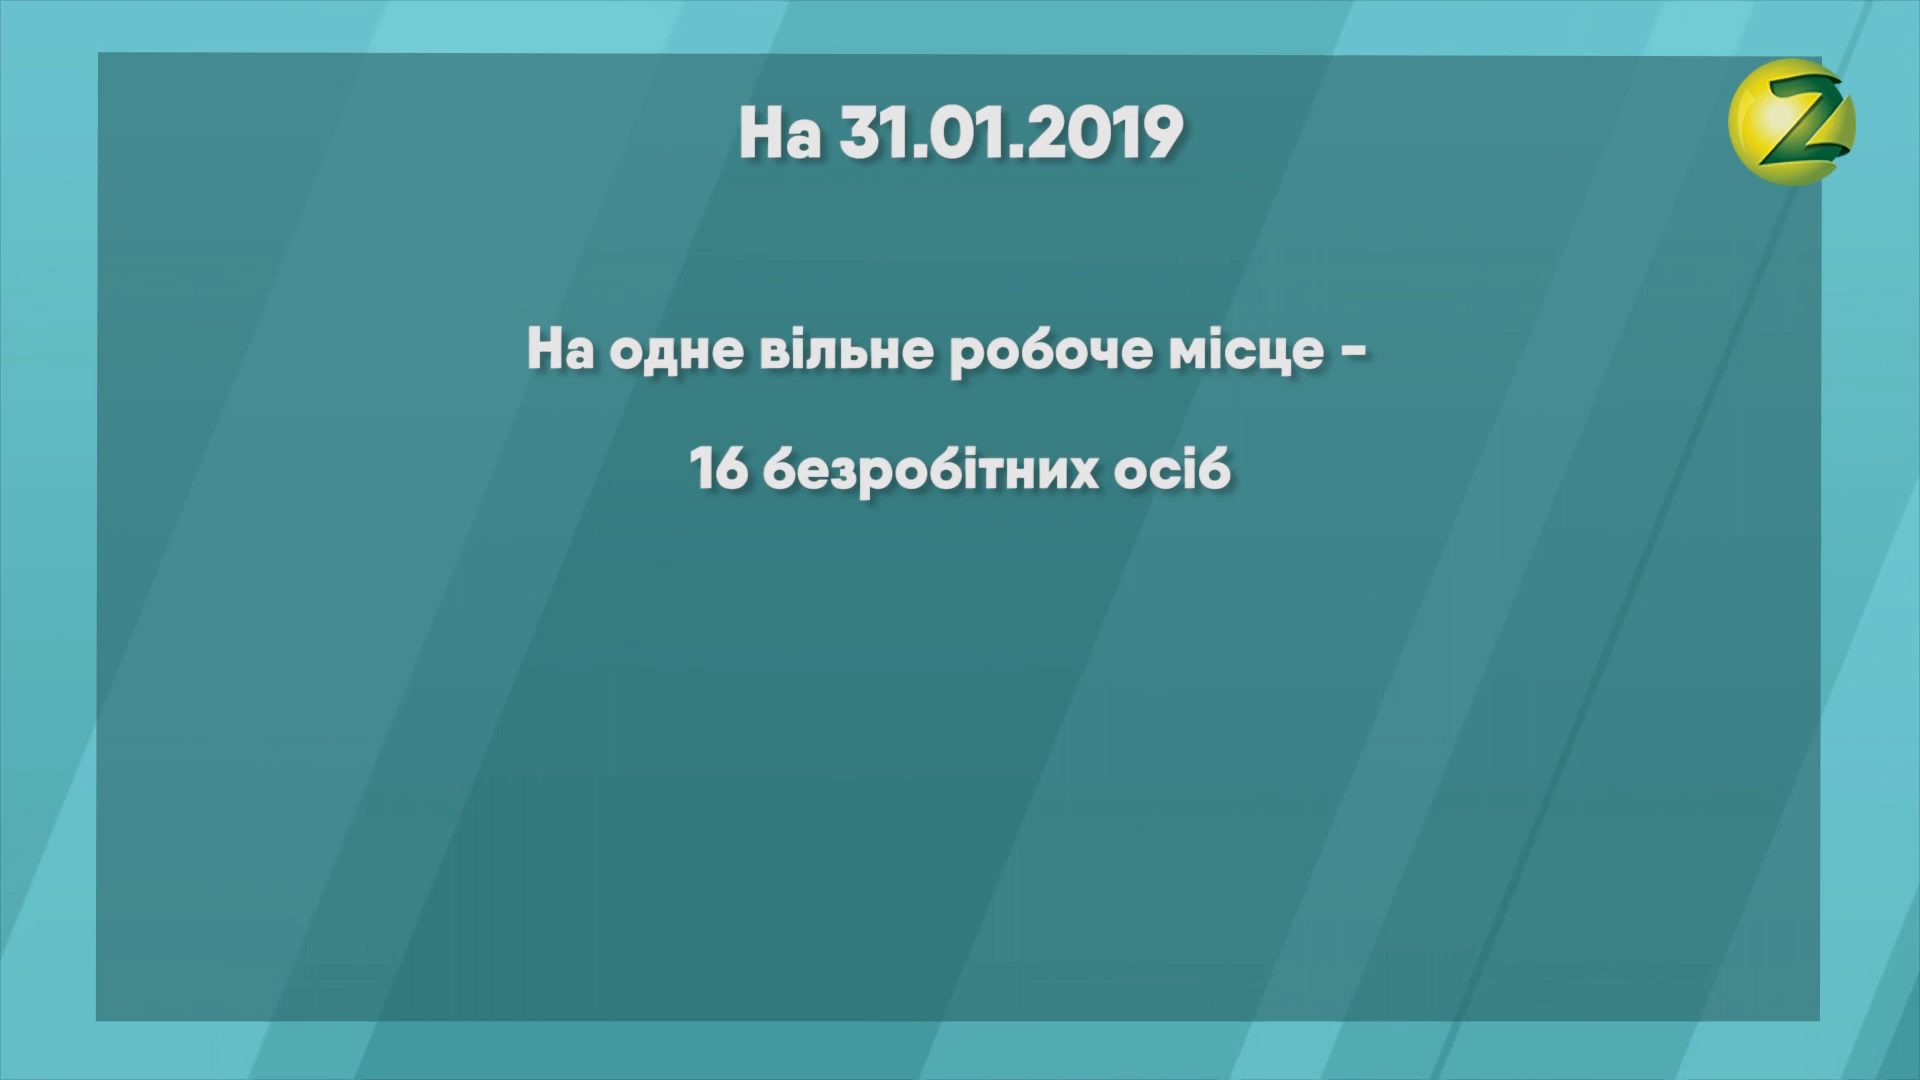 На 31.01.2019
На одне вільне робоче місце –
16 безробітних осіб
Z